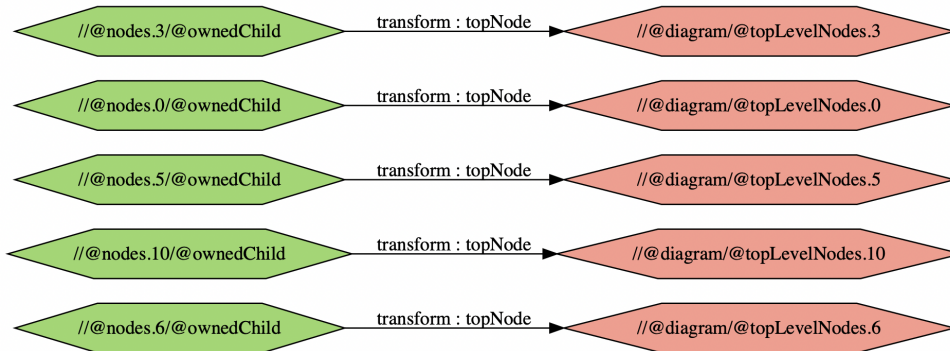 //@nodes.3/@ownedChild transform : topNode //@diagram/@topLevelNodes.3
//@nodes.0/@ownedChild transform : topNode //@diagram/@topLevelNodes.0
//@nodes.5/@ownedChild transform : topNode //@diagram/@topLevelNodes.5
//@nodes.10/@ownedChild transform : topNode //@diagram/@topLevelNodes.10
//@nodes.6/@ownedChild transform : topNode //@diagram/@topLevelNodes.6